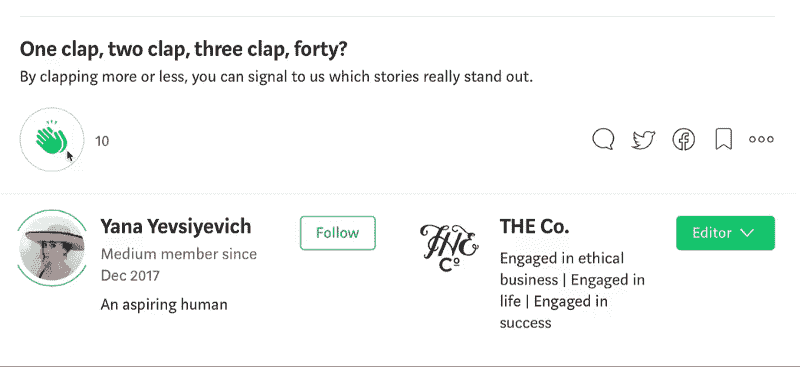 One clap, two clap, three clap, forty?
By clapping more or less, you can signal to us which stories really stand out.
10
Yana Yevsiyevich
Medium member since
Dec 2017
An aspiring human
Follow
THE Co
THE Co.
Engaged in ethical
business | Engaged in
life | Engaged in
success
Editor